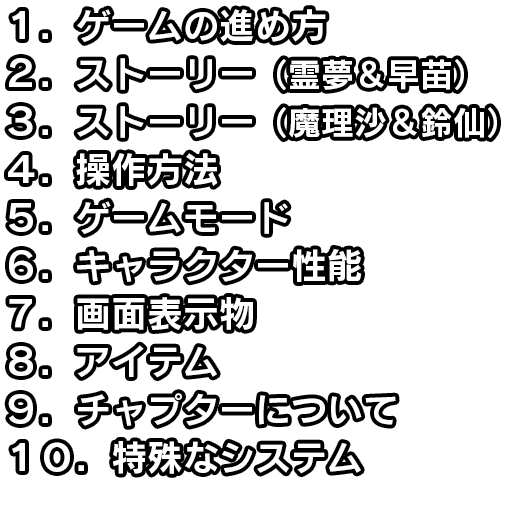 １．ゲームの進め方
２．ストーリー（霊夢＆早苗）
３．ストーリー（魔理沙＆鈴仙）
４．操作方法
５．ゲームモード
６．キャラクター性能
７．画面表示物
８．アイテム
９．チャプターについて
１０．特殊なシステム